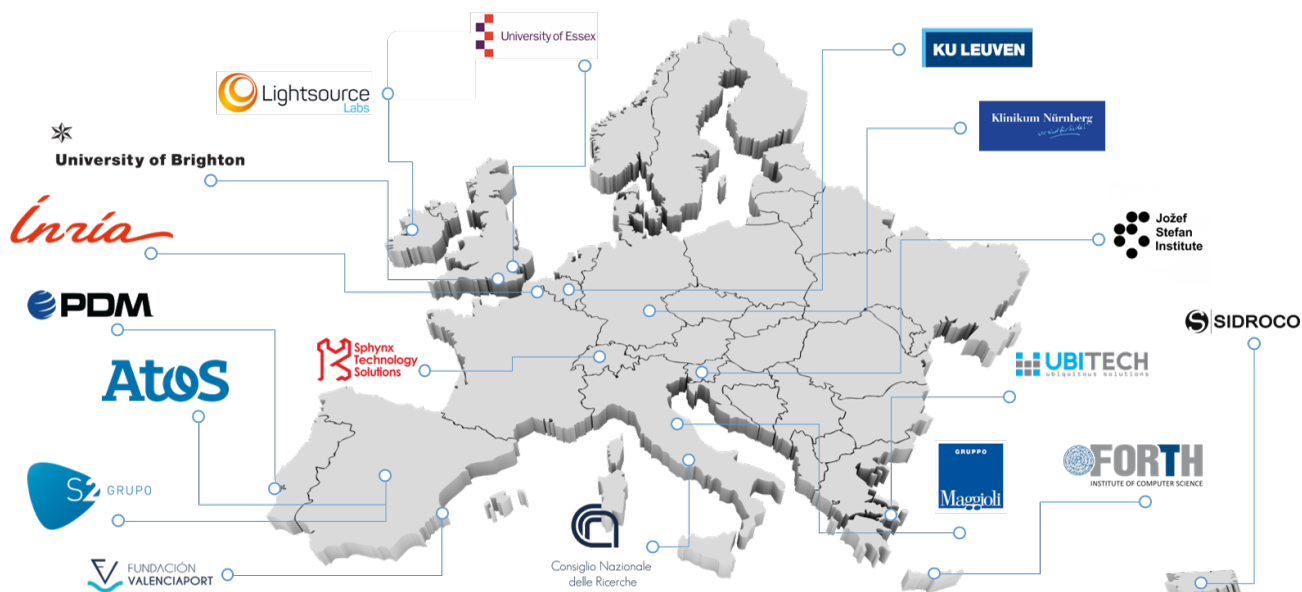 University of Essex
KU LEUVEN
Lightsource
Labs
Klinikum Nürnberg
University of Brighton
Jožef
Stefan
Institute
Ínría
PDM
SIDROCO
Sphynx
Technology
Solutions
UBITECH
ubiquitous solutions
Atos
GRUPPO
Maggioli
FORTH
INSTITUTE OF COMPUTER SCIENCE
S2 GRUPO
Consiglio Nazionale
delle Ricerche
FUNDACIÓN
VALENCIAPORT